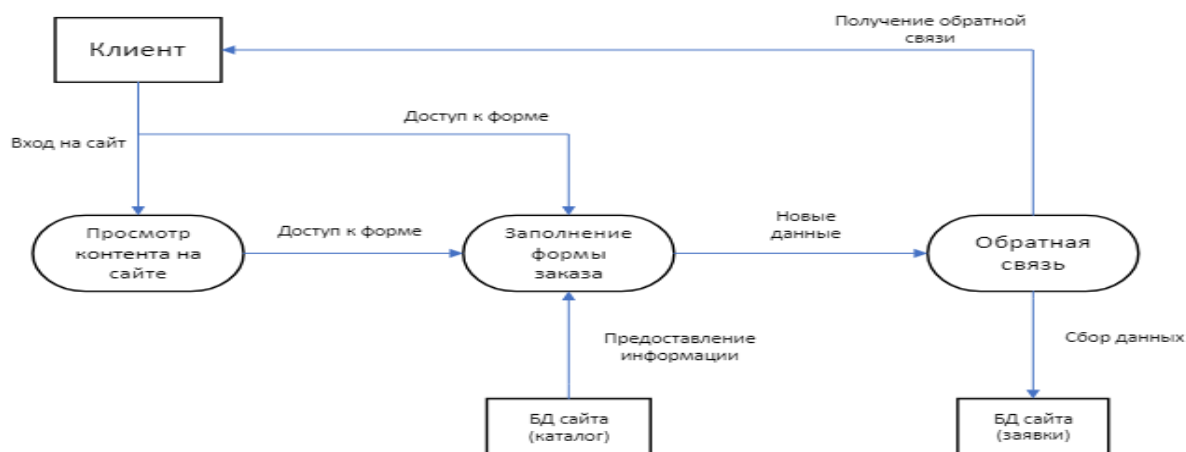 Получение обратной
связи
Клиент
Доступ к форме
Вход на сайт
Просмотр
контента на
сайте
Доступ к форме
Заполнение
формы
заказа
Новые
данные
Обратная
связь
Предоставление
информации
Сбор данных
БД сайта
(каталог)
БД сайта
(заявки)